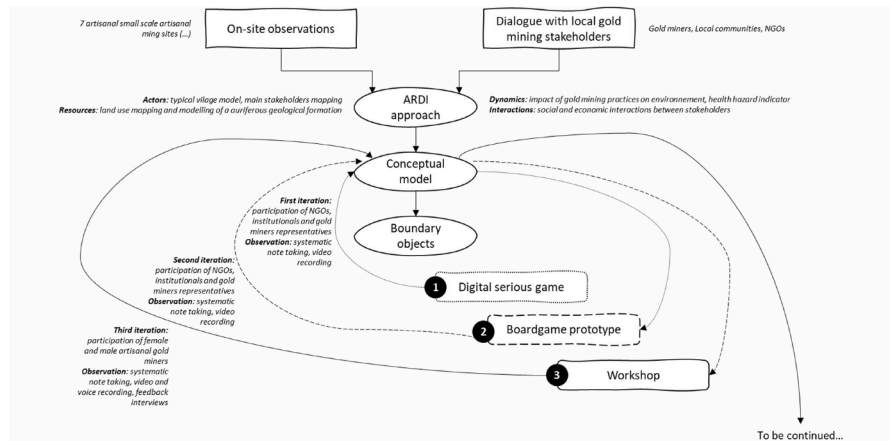 7 artisanal small scale artisanal
ming sites (...)
On-site observations
Dialogue with local gold
mining stakeholders
Gold miners, Local communities, NGOs
Actors: typical vilage model, main stakeholders mapping
Resources: land use mapping and modelling of a auriferous geological formation
ARDI
approach
Dynamics: impact of gold mining practices on environnement, health hazard indicator
Interactions: social and economic interactions between stakeholders
Conceptual
model
First iteration:
participation of NGOs,
institutionals and gold
miners representatives
Observation: systematic
note taking, video
recording
Boundary
objects
Second iteration:
participation of NGOs,
Institutionals and gold
miners representatives
Observation: systematic
note taking, video
recording
1 Digital serious game
2 Boardgame prototype
Third iteration:
participation of female
and male artisanal gold
miners
Observation: systematic
note taking, video and
voice recording, feedback
interviews
3 Workshop
To be continued...